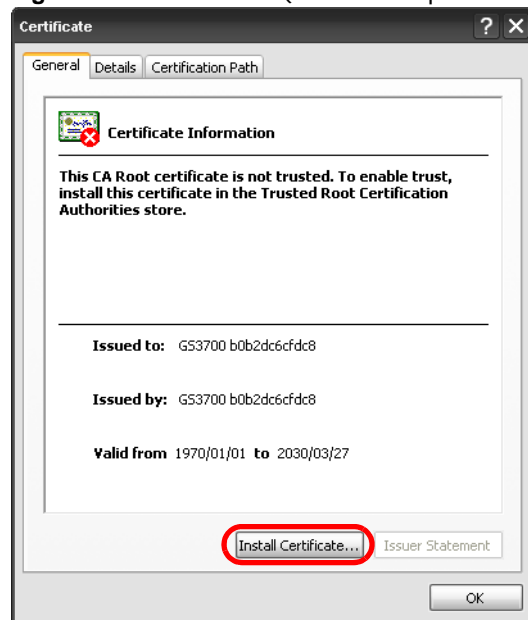 Certificate
General Details Certification Path
Certificate Information
This CA Root certificate is not trusted. To enable trust,
install this certificate in the Trusted Root Certification
Authorities store.
Issued to: GS3700 b0b2dc6cfdc8
Issued by: GS3700 b0b2dc6cfdc8
Valid from 1970/01/01 to 2030/03/27
Install Certificate... Issuer Statement
OK